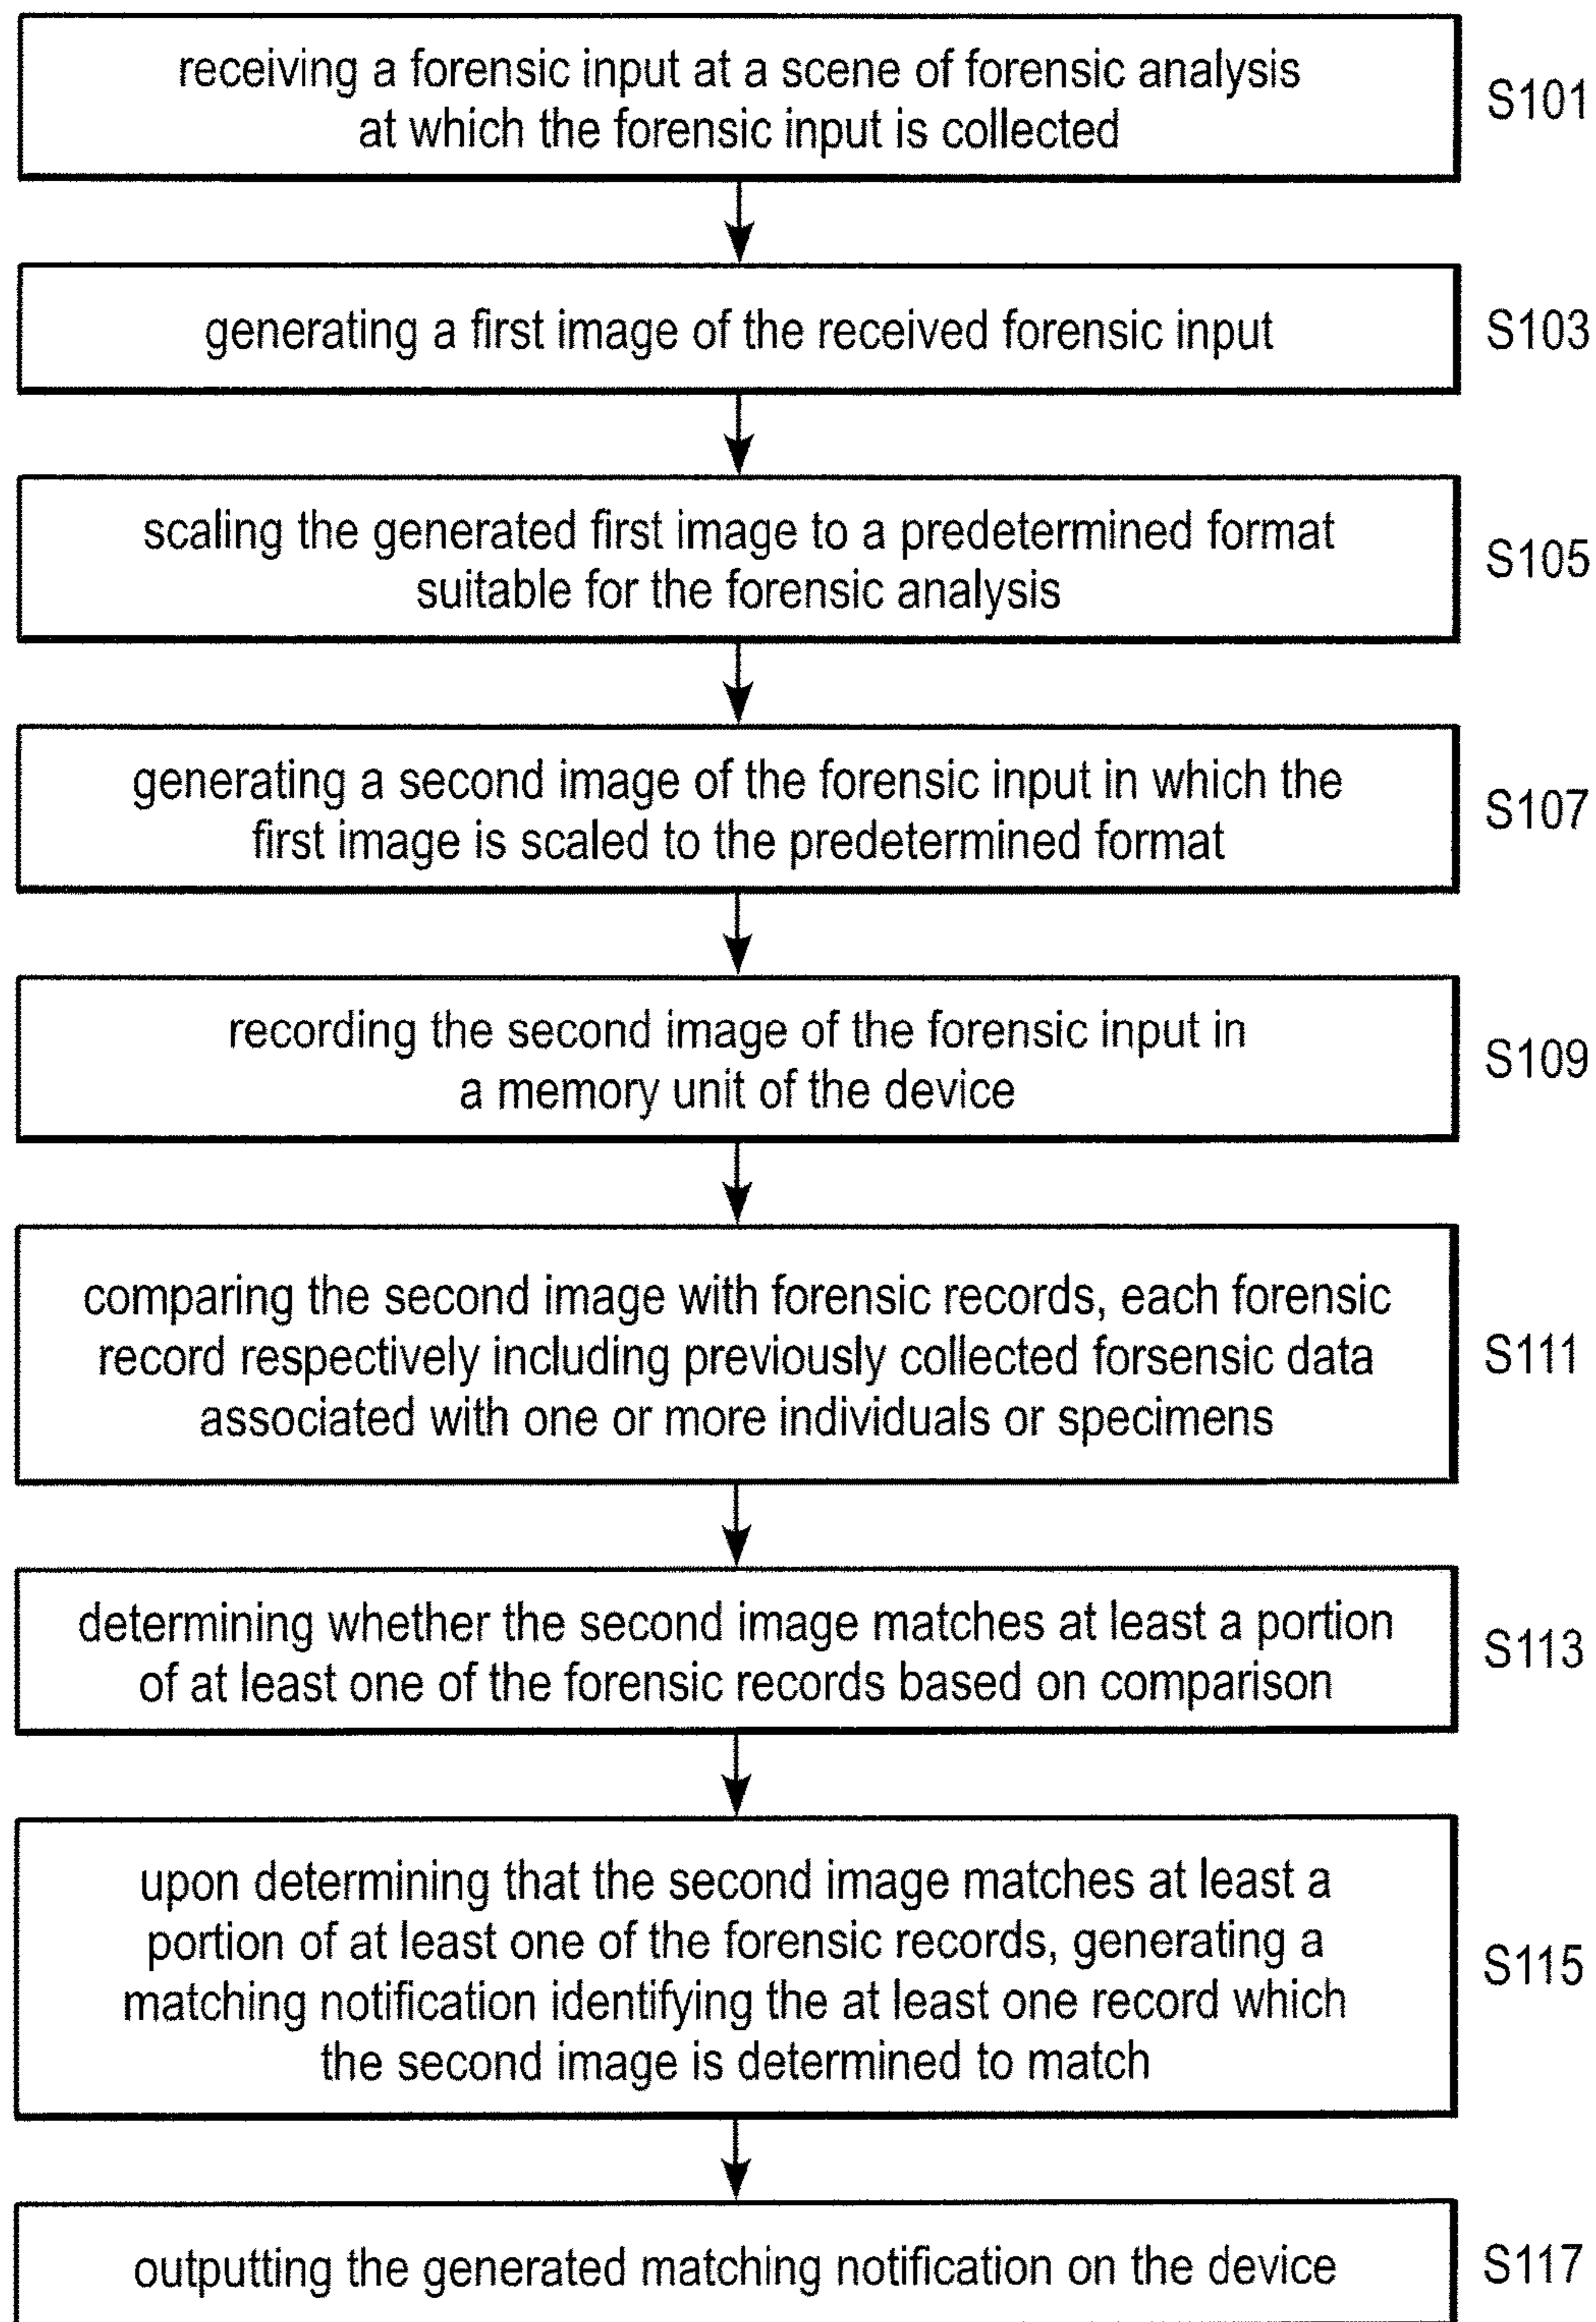 receiving a forensic input at a scene of forensic analysis
at which the forensic input is collected
S101
generating a first image of the received forensic input
S103
scaling the generated first image to a predetermined format
suitable for the forensic analysis
S105
generating a second image of the forensic input in which the
first image is scaled to the predetermined format
S107
recording the second image of the forensic input in
a memory unit of the device
S109
comparing the second image with forensic records, each forensic
record respectively including previously collected forsensic data
associated with one or more individuals or specimens
S111
determining whether the second image matches at least a portion
of at least one of the forensic records based on comparison
S113
upon determining that the second image matches at least a
portion of at least one of the forensic records, generating a
matching notification identifying the at least one record which
the second image is determined to match
S115
outputting the generated matching notification on the device
S117